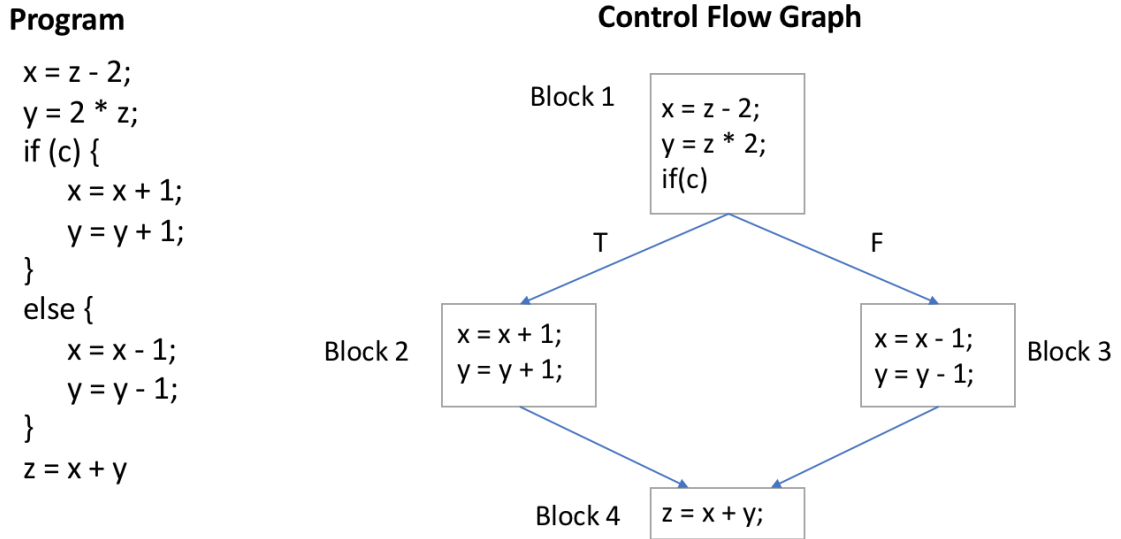 Program
x = z - 2;
y = 2 * z;
if (c) {
x = x + 1;
y = y + 1;
}
else {
x = x - 1;
y = y - 1;
}
z = x + y
Control Flow Graph
Block 1
x = z - 2;
y = z * 2;
if(c)
T
F
Block 2
x = x + 1;
y = y + 1;
x = x - 1;
y = y - 1;
Block 3
Block 4
z = x + y;